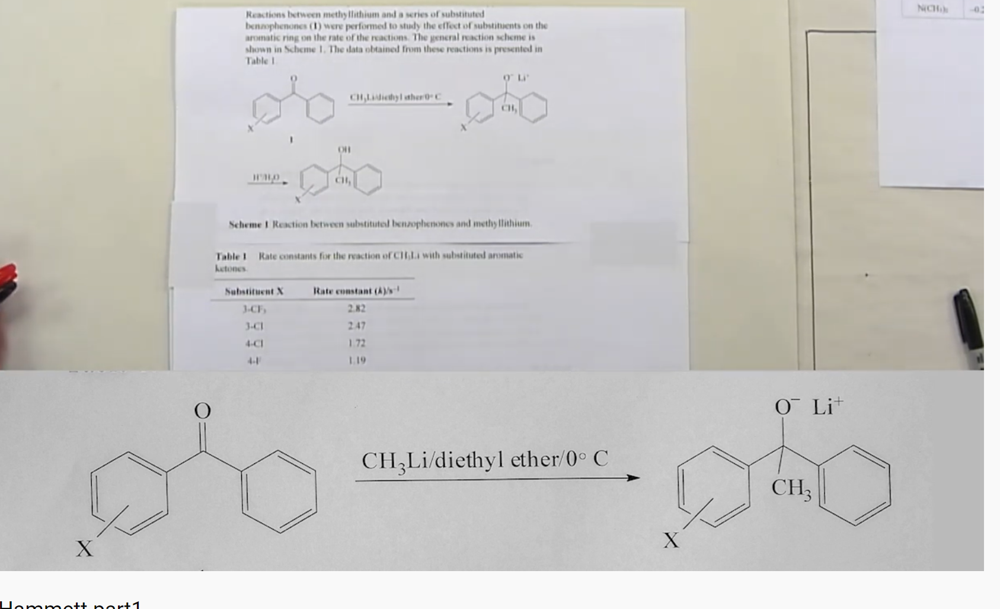 Reactions between methyllithium and a series of substituted
benzophenones (1) were performed to study the effect of substituents on the
aromatic ring on the rate of the reactions. The general reaction scheme is
shown in Scheme 1. The data obtained from these reactions is presented in
Table 1
O
CH₃Li/diethyl ether/0° C
O⁻ Li⁺
CH₃
X
X
1
OH
H⁺/H₂O
CH₃
X
Scheme 1 Reaction between substituted benzophenones and methyllithium.
Table 1 Rate constants for the reaction of CH₃Li with substituted aromatic
ketones.
Substituent X Rate constant (k)/s⁻¹
3-CF₃ 2.82
3-Cl 2.47
4-Cl 1.72
4-F 1.19
N(CH₃)₂
O
CH₃Li/diethyl ether/0° C
O⁻ Li⁺
CH₃
X
X
Hammett part1